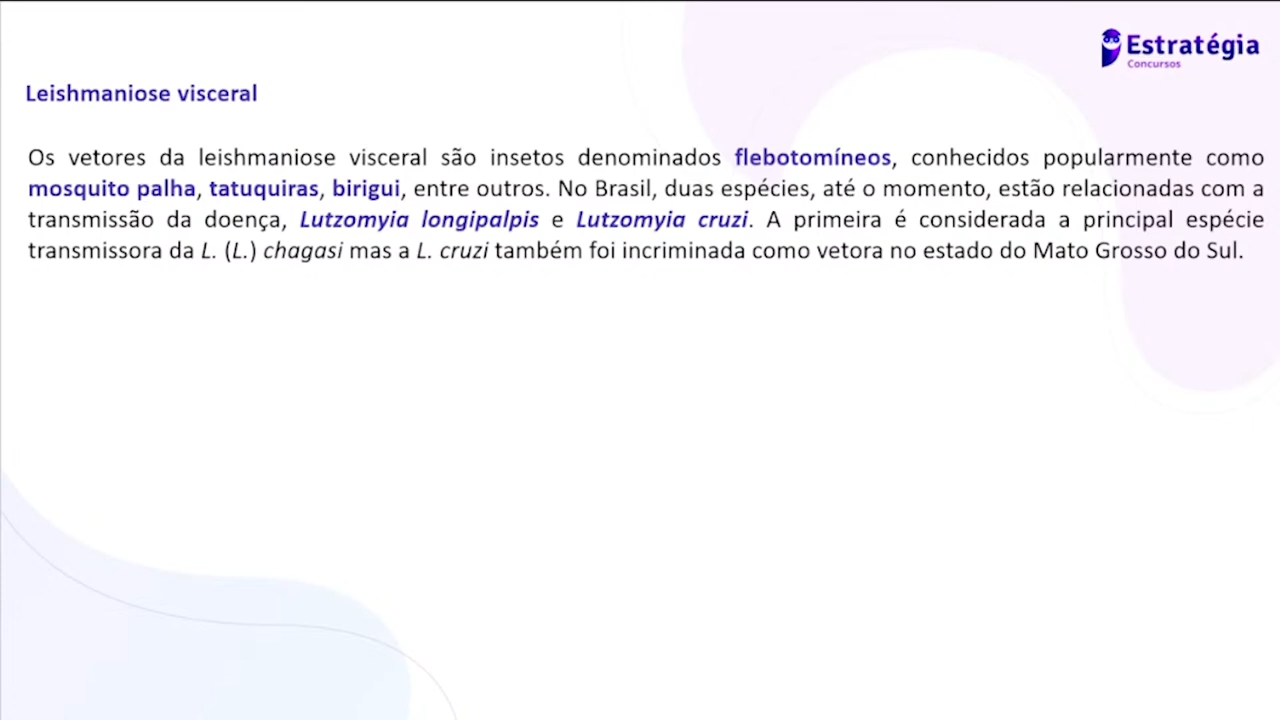 Estratégia
Concursos
Leishmaniose visceral
Os vetores da leishmaniose visceral são insetos denominados flebotomíneos, conhecidos popularmente como
mosquito palha, tatuquiras, birigui, entre outros. No Brasil, duas espécies, até o momento, estão relacionadas com a
transmissão da doença, Lutzomyia longipalpis e Lutzomyia cruzi. A primeira é considerada a principal espécie
transmissora da L. (L.) chagasi mas a L. cruzi também foi incriminada como vetora no estado do Mato Grosso do Sul.